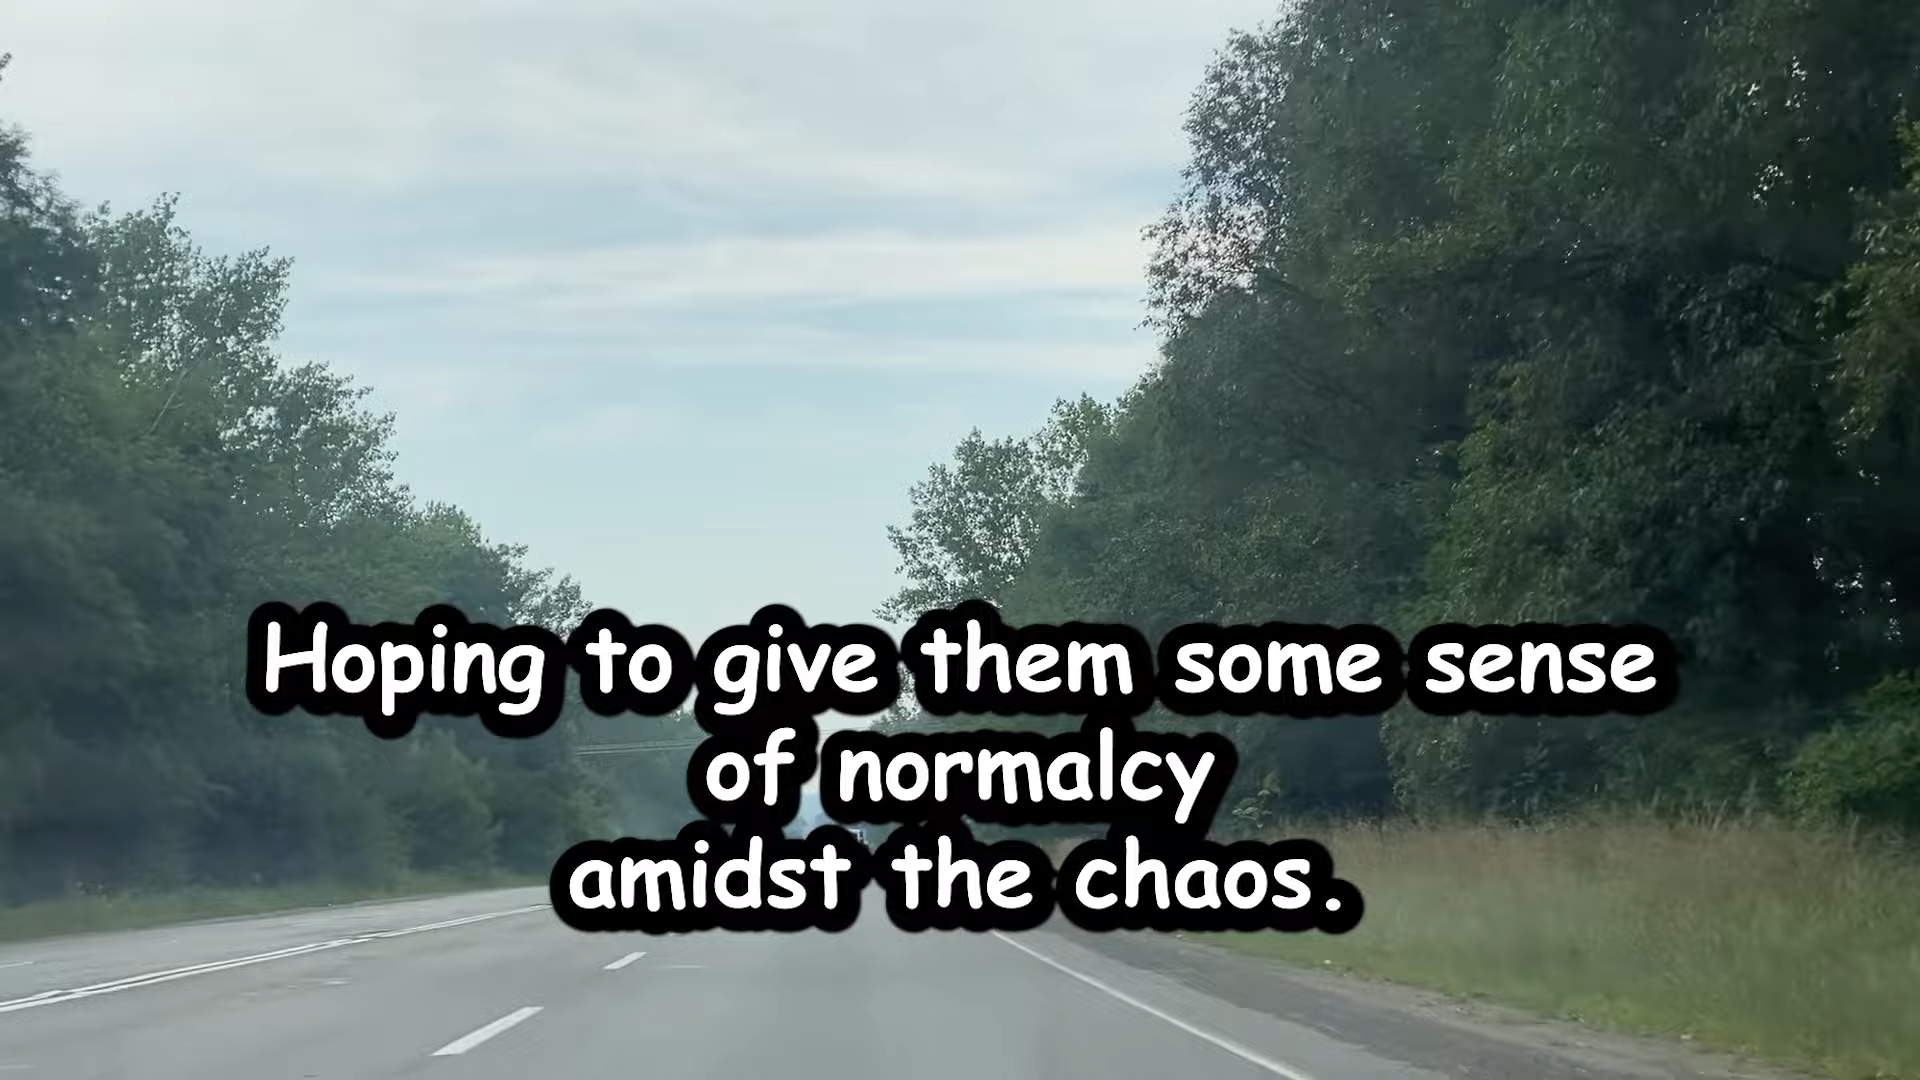 Hoping to give them some sense
of normalcy
amidst the chaos.